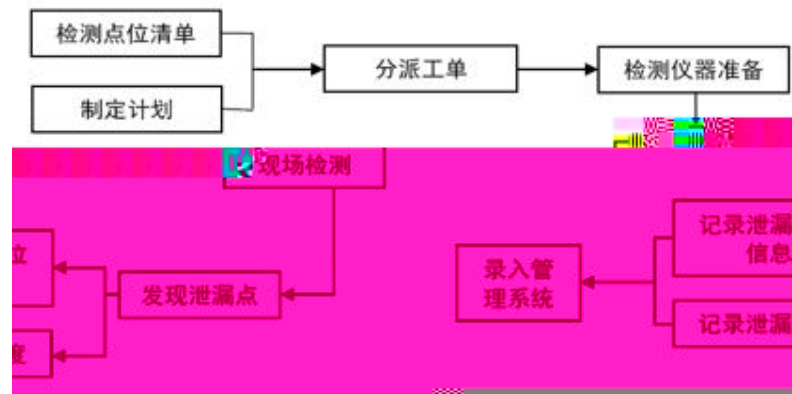 检测点位清单
分派工单
检测仪器准备
制定计划
现场检测
位
记录泄漏
信息
录入管
理系统
发现泄漏点
记录泄漏
度